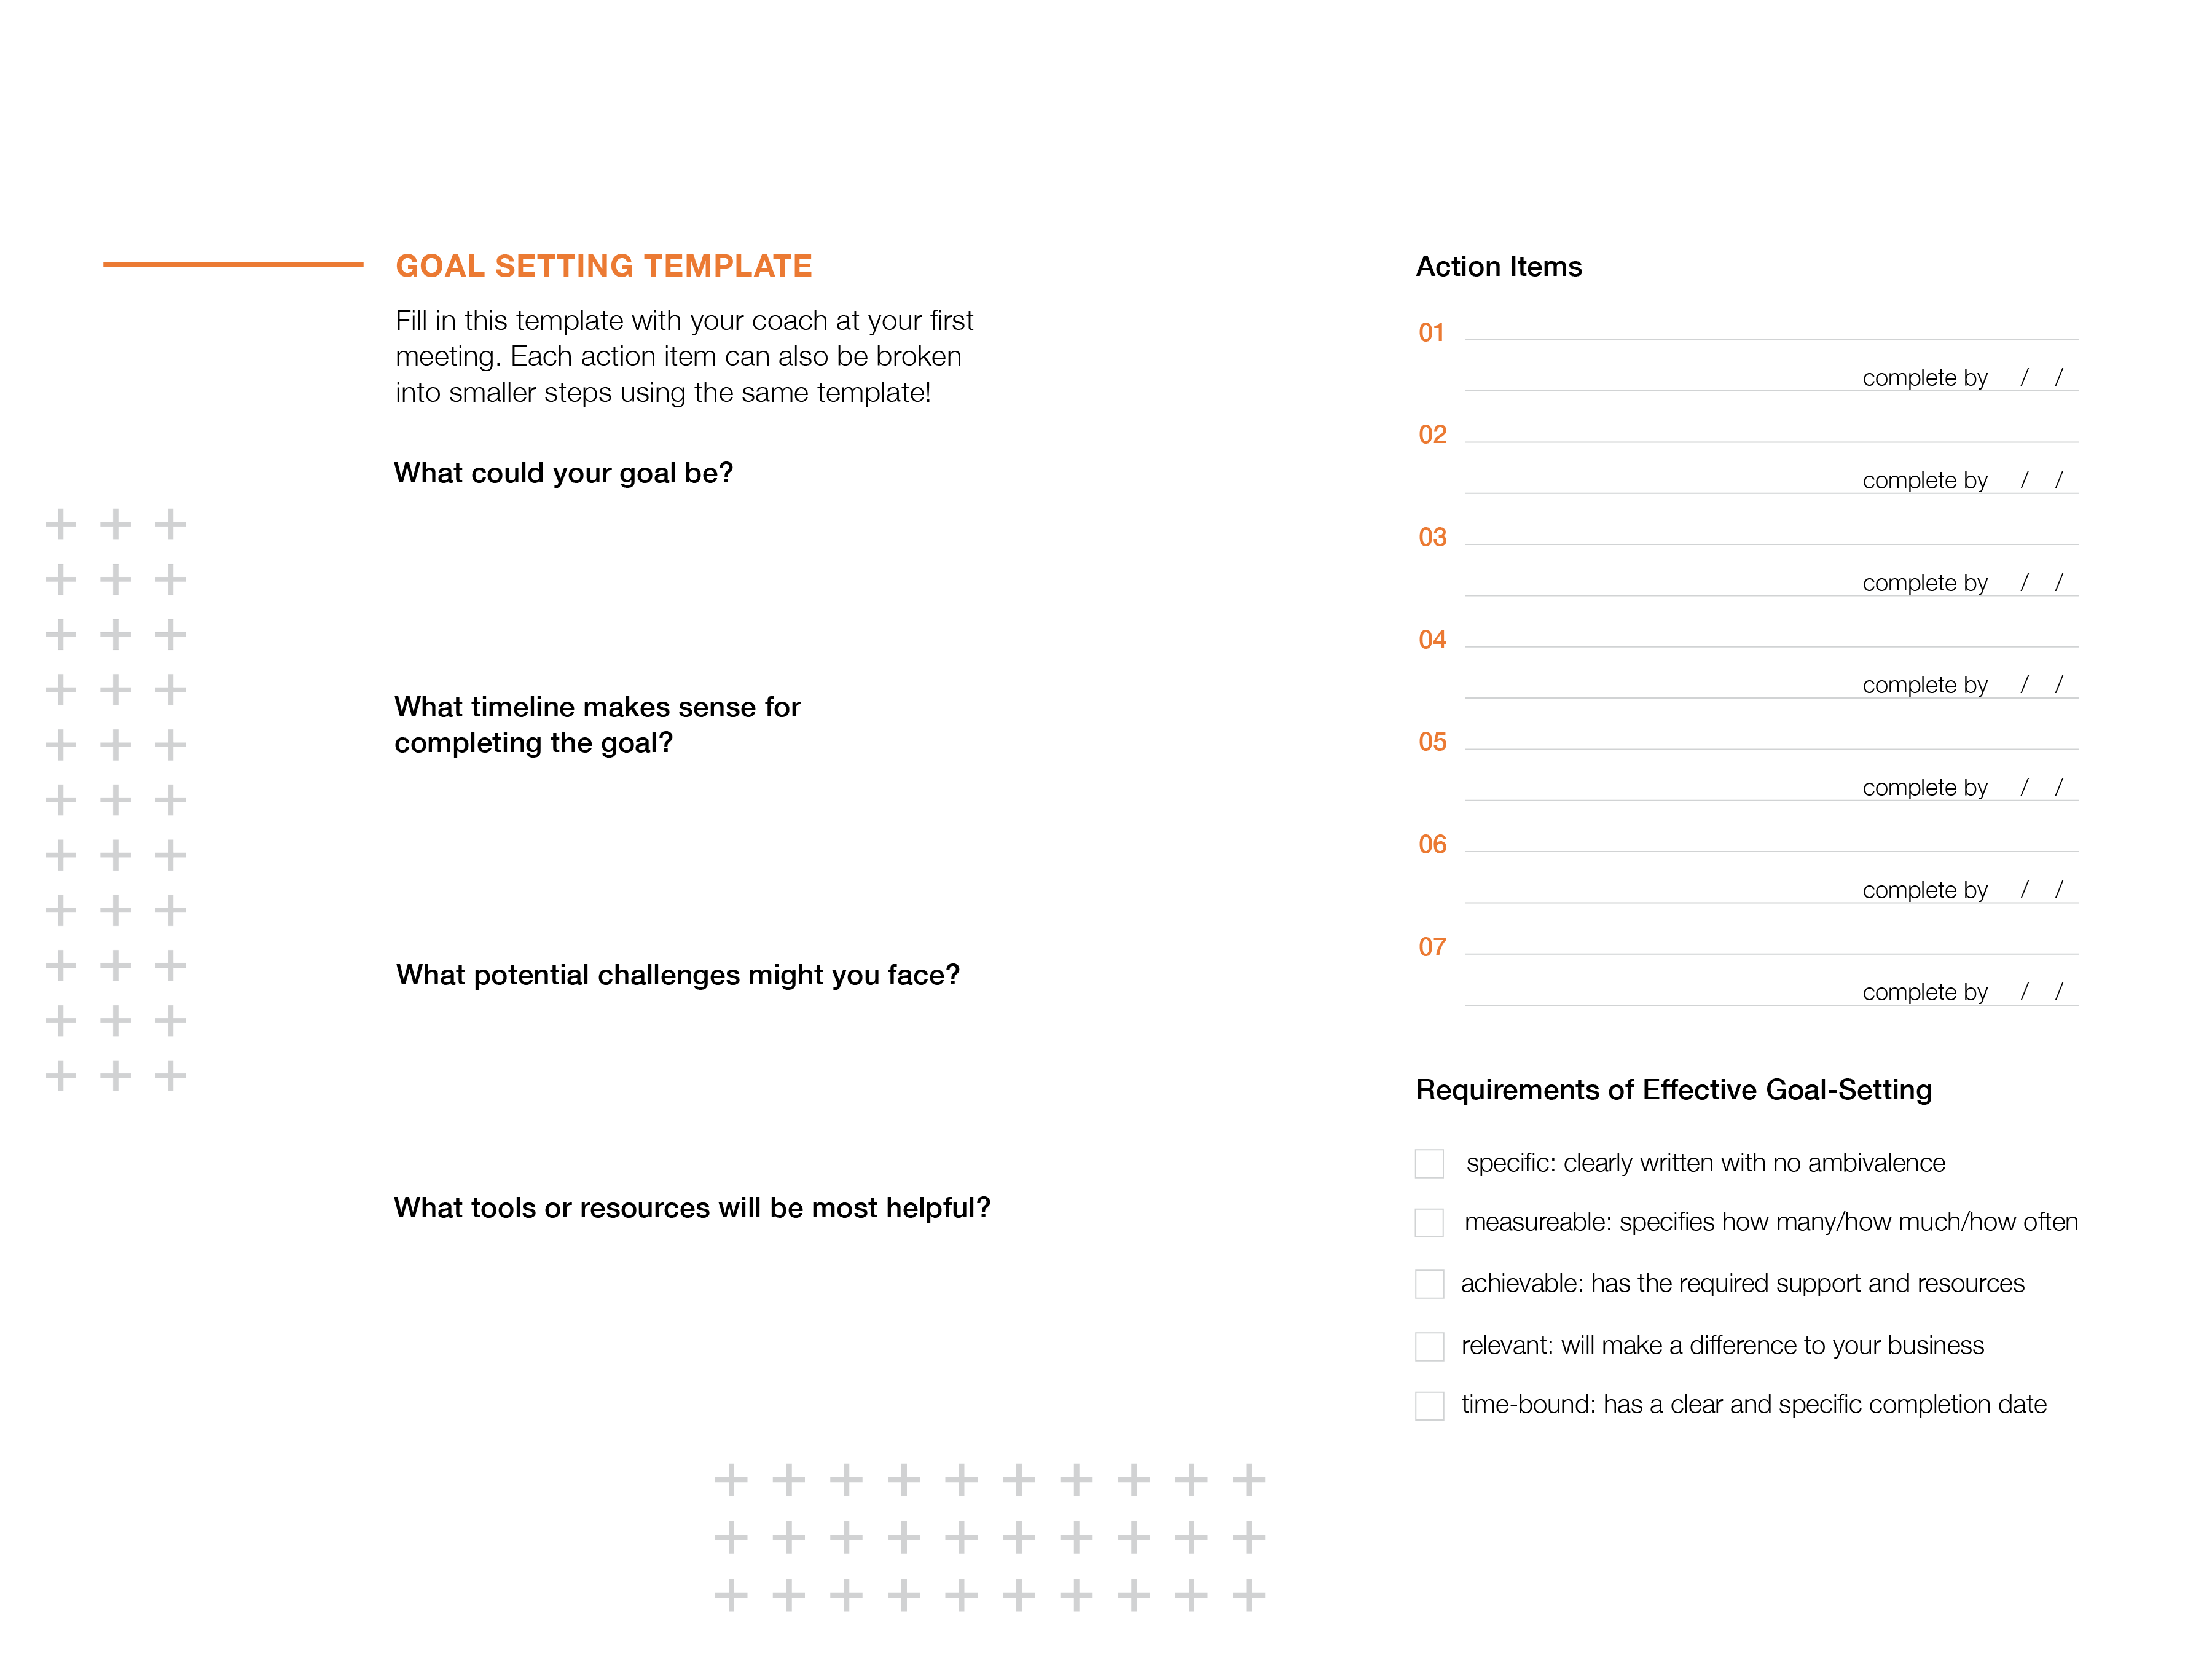 GOAL SETTING TEMPLATE
Fill in this template with your coach at your first
meeting. Each action item can also be broken
into smaller steps using the same template!
What could your goal be?
What timeline makes sense for
completing the goal?
What potential challenges might you face?
What tools or resources will be most helpful?
Action Items
01
complete by / /
02
complete by / /
03
complete by / /
04
complete by / /
05
complete by / /
06
complete by / /
07
complete by / /
Requirements of Effective Goal-Setting
specific: clearly written with no ambivalence
measureable: specifies how many/how much/how often
achievable: has the required support and resources
relevant: will make a difference to your business
time-bound: has a clear and specific completion date